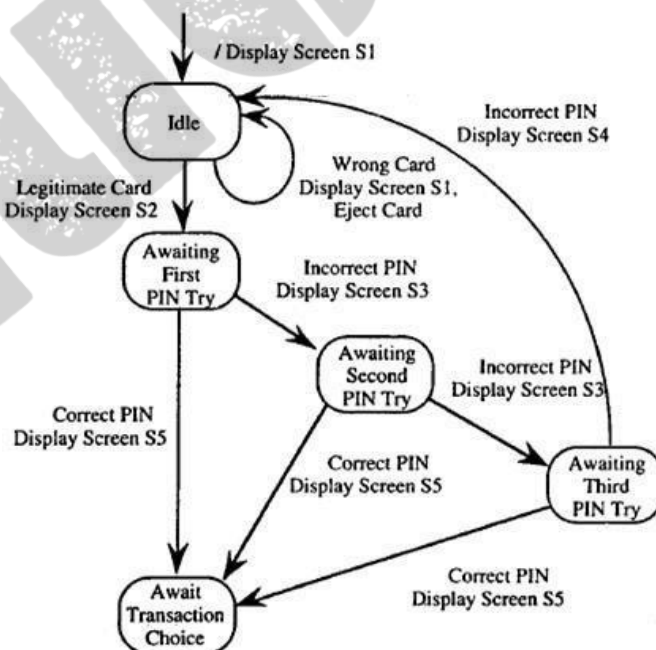 / Display Screen S1
Idle
Incorrect PIN
Display Screen S4
Wrong Card
Display Screen S1,
Eject Card
Legitimate Card
Display Screen S2
Awaiting
First
PIN Try
Incorrect PIN
Display Screen S3
Awaiting
Second
PIN Try
Incorrect PIN
Display Screen S3
Correct PIN
Display Screen S5
Correct PIN
Display Screen S5
Awaiting
Third
PIN Try
Correct PIN
Display Screen S5
Await
Transaction
Choice